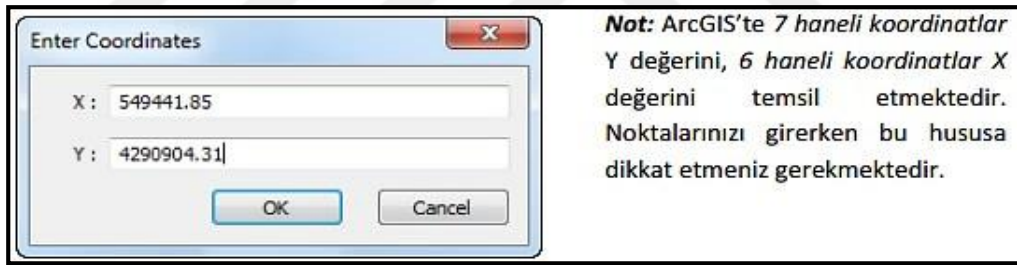 Enter Coordinates
X : 549441.85
Y : 4290904.31
OK Cancel
Not: ArcGIS'te 7 haneli koordinatlar
Y değerini, 6 haneli koordinatlar X
değerini temsil etmektedir.
Noktalarınızı girerken bu hususa
dikkat etmeniz gerekmektedir.